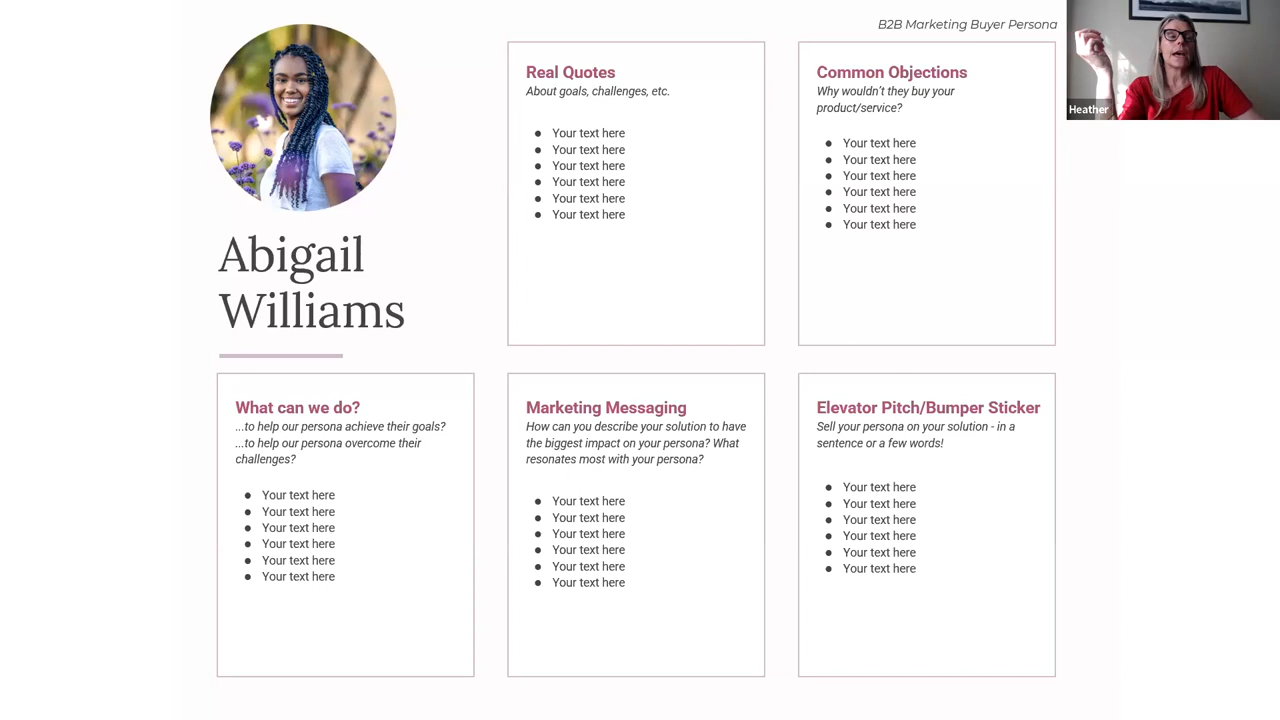 B2B Marketing Buyer Persona
Heather
Abigail
Williams
Real Quotes
About goals, challenges, etc.
● Your text here
● Your text here
● Your text here
● Your text here
● Your text here
● Your text here
Common Objections
Why wouldn't they buy your
product/service?
● Your text here
● Your text here
● Your text here
● Your text here
● Your text here
● Your text here
What can we do?
...to help our persona achieve their goals?
...to help our persona overcome their
challenges?
● Your text here
● Your text here
● Your text here
● Your text here
● Your text here
● Your text here
Marketing Messaging
How can you describe your solution to have
the biggest impact on your persona? What
resonates most with your persona?
● Your text here
● Your text here
● Your text here
● Your text here
● Your text here
● Your text here
Elevator Pitch/Bumper Sticker
Sell your persona on your solution - in a
sentence or a few words!
● Your text here
● Your text here
● Your text here
● Your text here
● Your text here
● Your text here